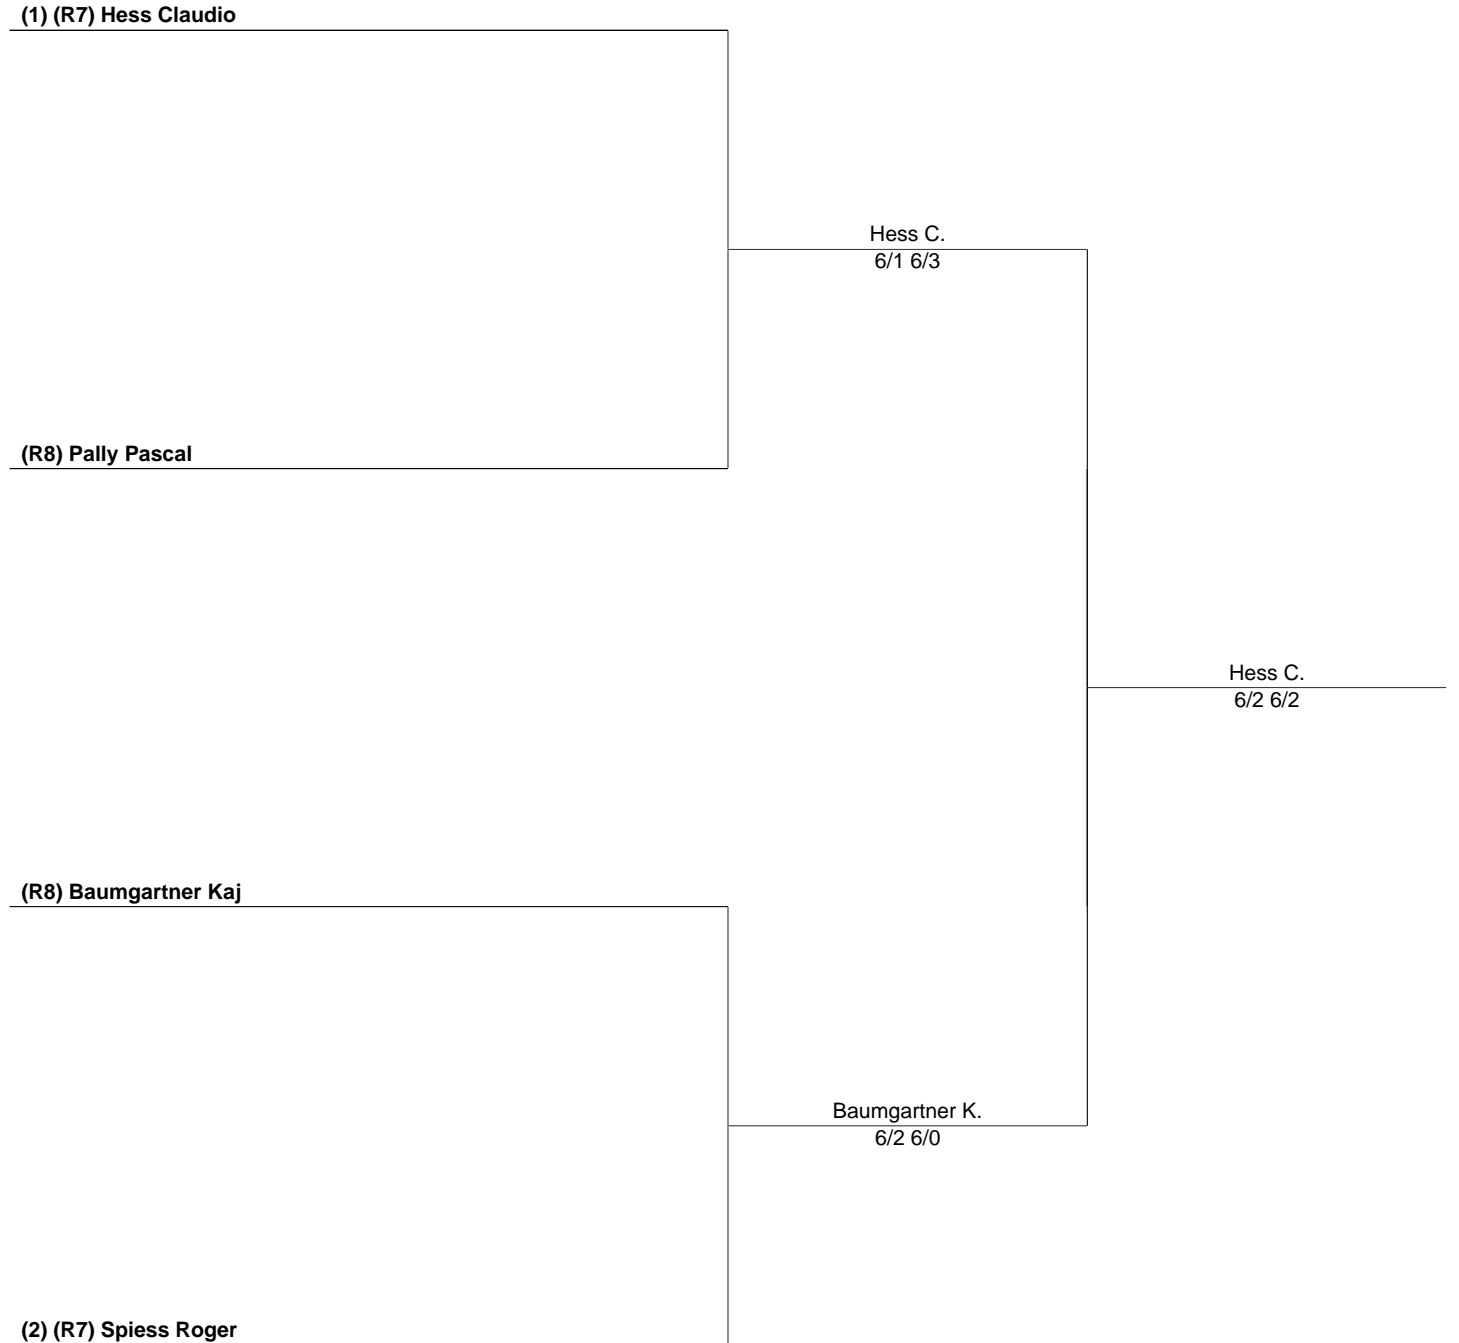 (1) (R7) Hess Claudio
Hess C.
6/1 6/3
(R8) Pally Pascal
Hess C.
6/2 6/2
(R8) Baumgartner Kaj
Baumgartner K.
6/2 6/0
(2) (R7) Spiess Roger